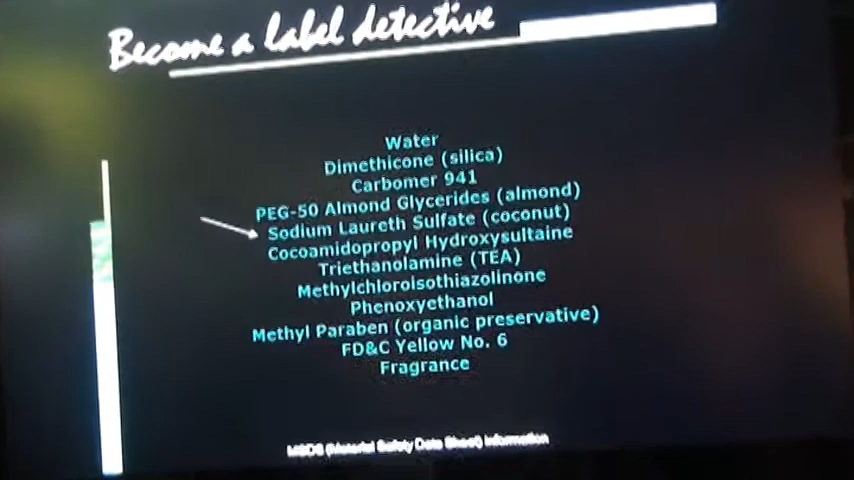 Become a label detective
Water
Dimethicone (silica)
Carbomer 941
PEG-50 Almond Glycerides (almond)
Sodium Laureth Sulfate (coconut)
Cocoamidopropyl Hydroxysultaine
Triethanolamine (TEA)
Methylchloroisothiazolinone
Phenoxyethanol
Methyl Paraben (organic preservative)
FD&C Yellow No. 6
Fragrance
MSDS (Material Safety Data Sheet) Information